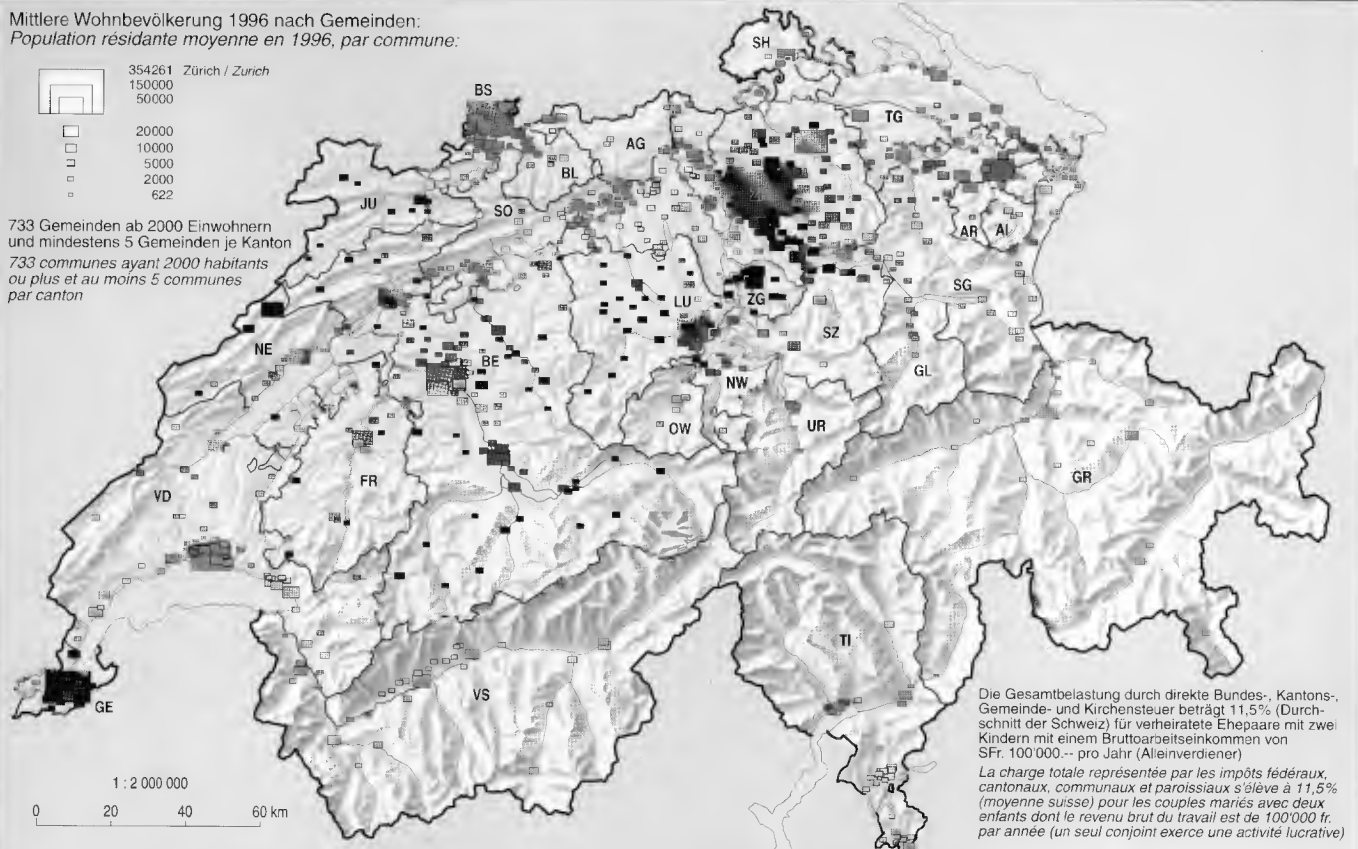 Mittlere Wohnbevölkerung 1996 nach Gemeinden:
Population résidante moyenne en 1996, par commune:
354261 Zürich / Zurich
150000
50000
20000
10000
5000
2000
622
733 Gemeinden ab 2000 Einwohnern
und mindestens 5 Gemeinden je Kanton
733 communes ayant 2000 habitants
ou plus et au moins 5 communes
par canton
SH
BS
TG
AG
BL
JU
SO
AR
AI
SG
LU
ZG
SZ
NE
BE
GL
NW
OW
UR
GR
FR
VD
TI
VS
GE
1 : 2 000 000
0 20 40 60 km
Die Gesamtbelastung durch direkte Bundes-, Kantons-,
Gemeinde- und Kirchensteuer beträgt 11,5% (Durch-
schnitt der Schweiz) für verheiratete Ehepaare mit zwei
Kindern mit einem Bruttoarbeitseinkommen von
SFr. 100'000.-- pro Jahr (Alleinverdiener)
La charge totale représentée par les impôts fédéraux,
cantonaux, communaux et paroissiaux s'élève à 11,5%
(moyenne suisse) pour les couples mariés avec deux
enfants dont le revenu brut du travail est de 100'000 fr.
par année (un seul conjoint exerce une activité lucrative)